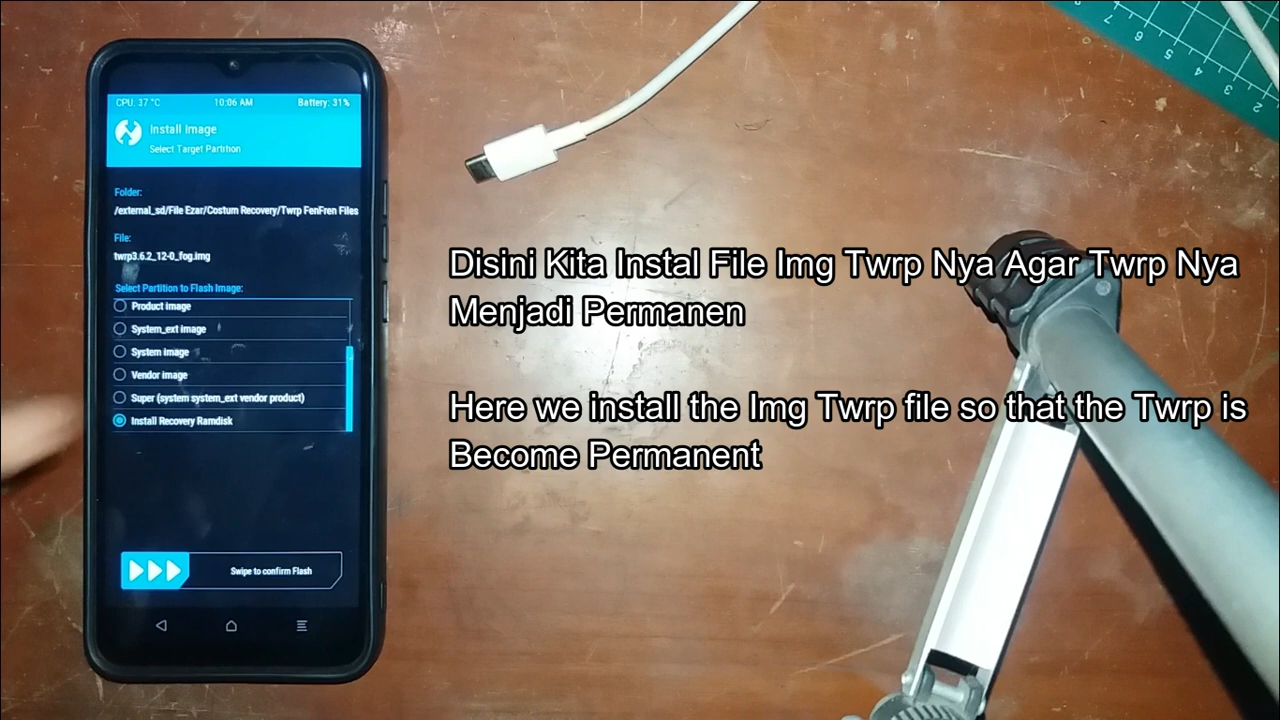 CPU: 37 °C 10:06 AM Battery: 31%
Install Image
Select Target Partition
Folder:
/external_sd/File Ezar/Costum Recovery/Twrp FenFren Files
File:
twrp3.6.2_12-0_fog.img
Select Partition to Flash Image:
Product image
System_ext image
System image
Vendor image
Super (system system_ext vendor product)
Install Recovery Ramdisk
Swipe to confirm Flash
Disini Kita Instal File Img Twrp Nya Agar Twrp Nya
Menjadi Permanen
Here we install the Img Twrp file so that the Twrp is
Become Permanent
7
6
5
2